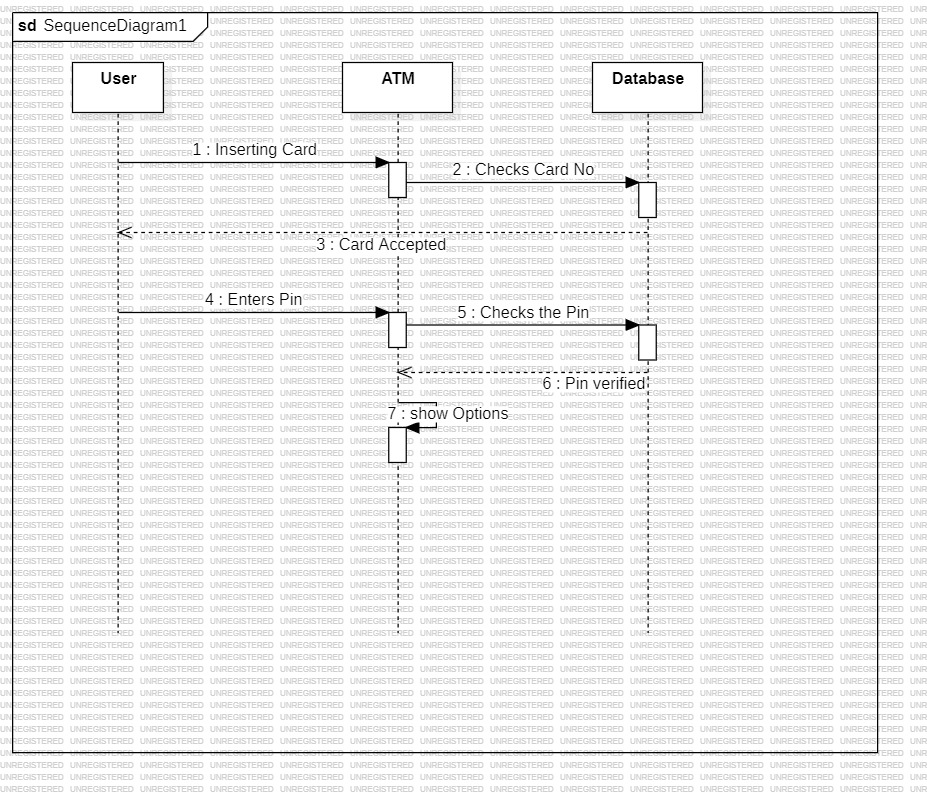 sd SequenceDiagram1
User
ATM
Database
1 : Inserting Card
2 : Checks Card No
3 : Card Accepted
4 : Enters Pin
5 : Checks the Pin
6 : Pin verified
7 : show Options
UNREGISTERED